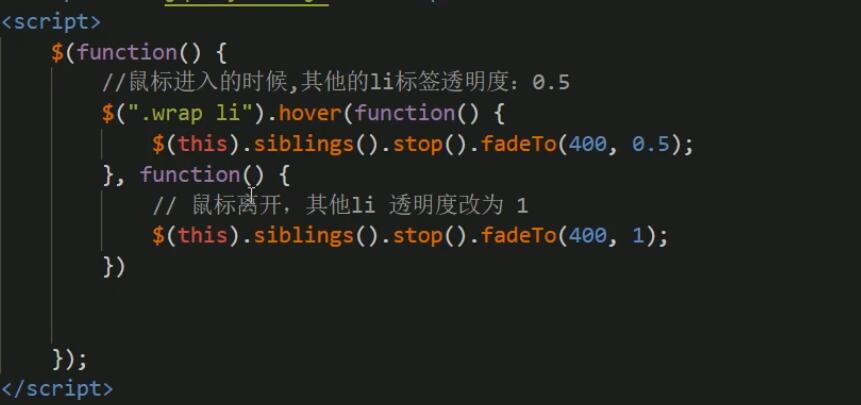 <script>
$(function() {
//鼠标进入的时候,其他的li标签透明度：0.5
$(".wrap li").hover(function() {
$(this).siblings().stop().fadeTo(400, 0.5);
}, function() {
// 鼠标离开，其他li 透明度改为 1
$(this).siblings().stop().fadeTo(400, 1);
})
});
</script>